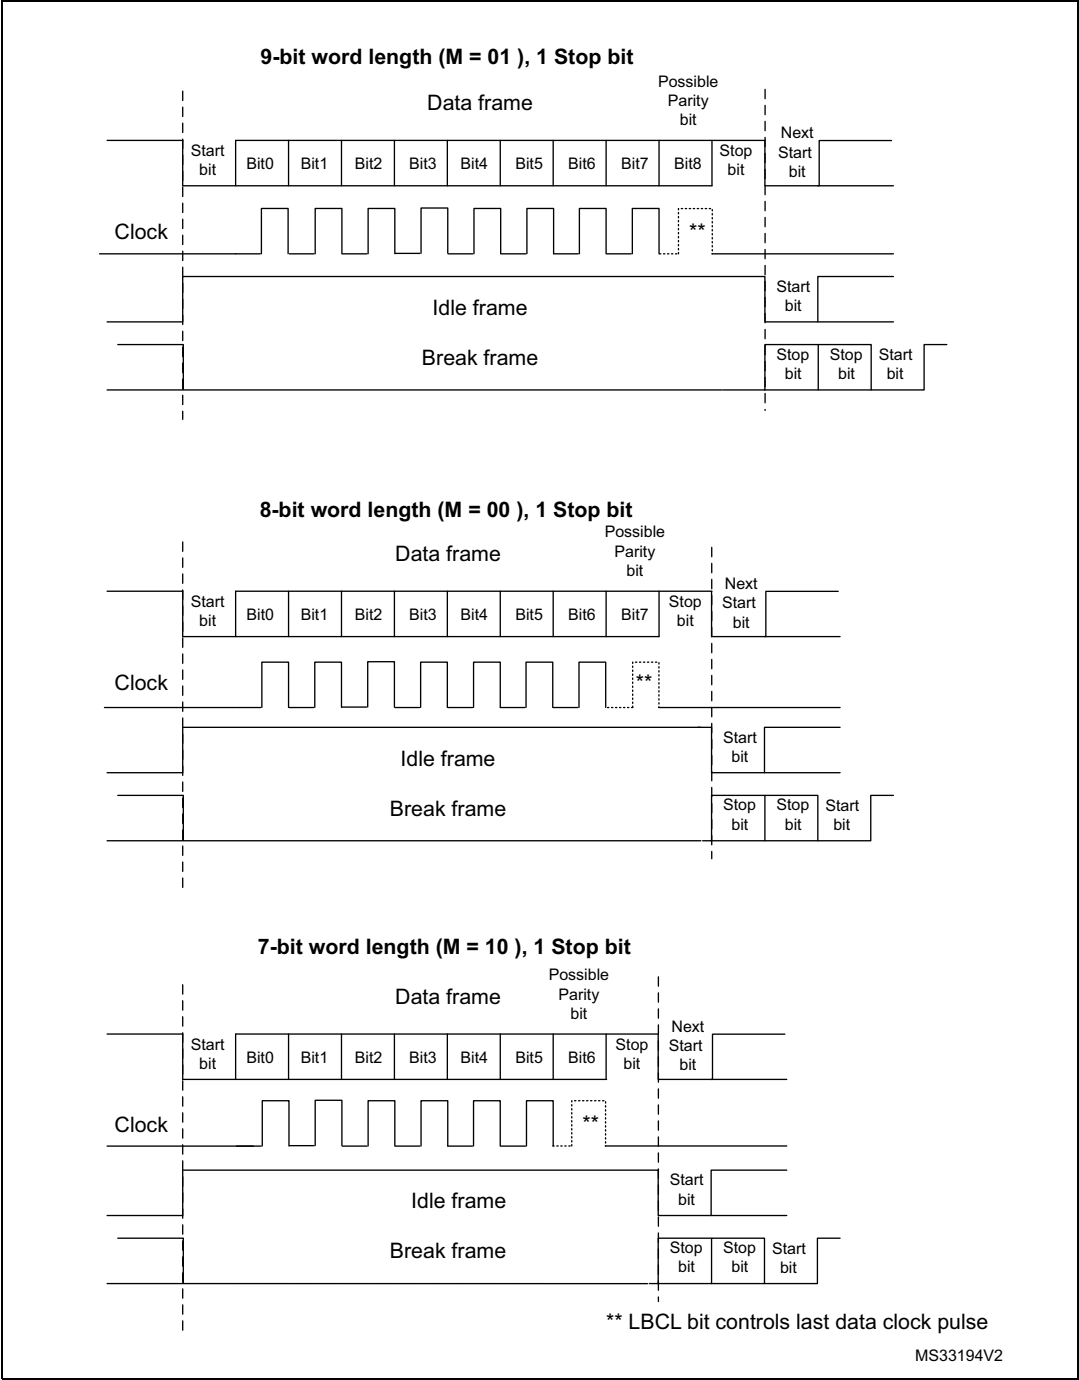 9-bit word length (M = 01 ), 1 Stop bit
Data frame
Possible
Parity
bit
Start
bit
Bit0 Bit1 Bit2 Bit3 Bit4 Bit5 Bit6 Bit7 Bit8
Stop
bit
Next
Start
bit
Clock
**
Idle frame
Start
bit
Break frame
Stop
bit
Stop
bit
Start
bit
8-bit word length (M = 00 ), 1 Stop bit
Data frame
Possible
Parity
bit
Start
bit
Bit0 Bit1 Bit2 Bit3 Bit4 Bit5 Bit6 Bit7
Stop
bit
Next
Start
bit
Clock
**
Idle frame
Start
bit
Break frame
Stop
bit
Stop
bit
Start
bit
7-bit word length (M = 10 ), 1 Stop bit
Data frame
Possible
Parity
bit
Start
bit
Bit0 Bit1 Bit2 Bit3 Bit4 Bit5 Bit6
Stop
bit
Next
Start
bit
Clock
**
Idle frame
Start
bit
Break frame
Stop
bit
Stop
bit
Start
bit
** LBCL bit controls last data clock pulse
MS33194V2